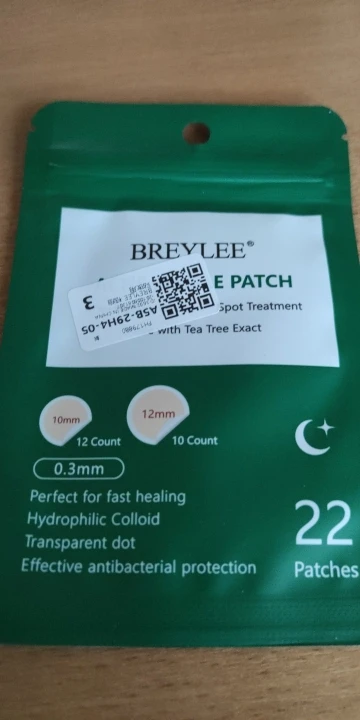 BREYLEE®
E PATCH
Spot Treatment
with Tea Tree Exact
A5B-29H4-05
3
10mm
12 Count
12mm
10 Count
0.3mm
Perfect for fast healing
Hydrophilic Colloid
Transparent dot
Effective antibacterial protection
22
Patches